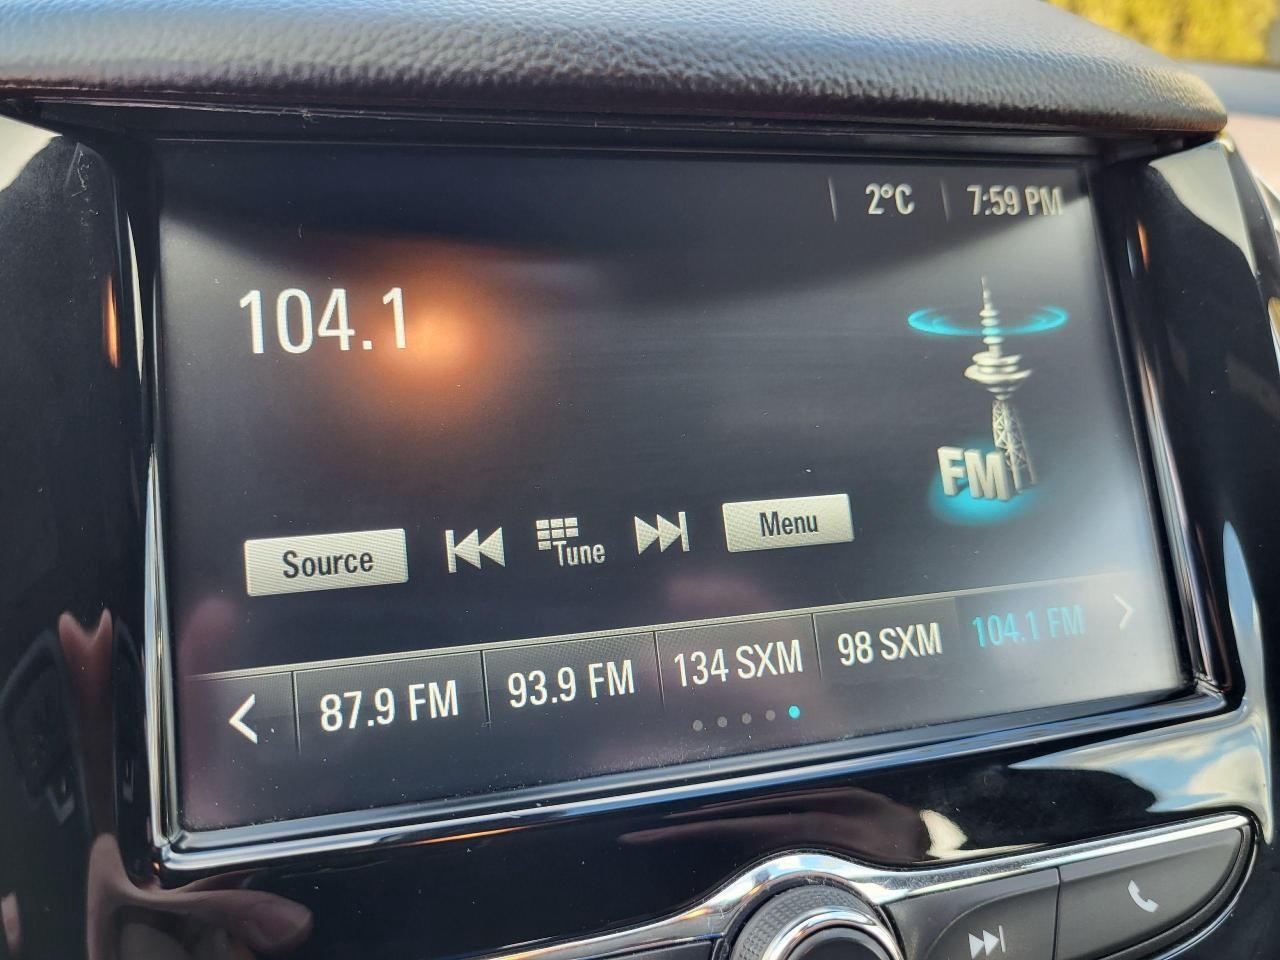 2°C 7:59 PM
104.1
FM
Source Tune Menu
87.9 FM 93.9 FM 134 SXM 98 SXM 104.1 FM